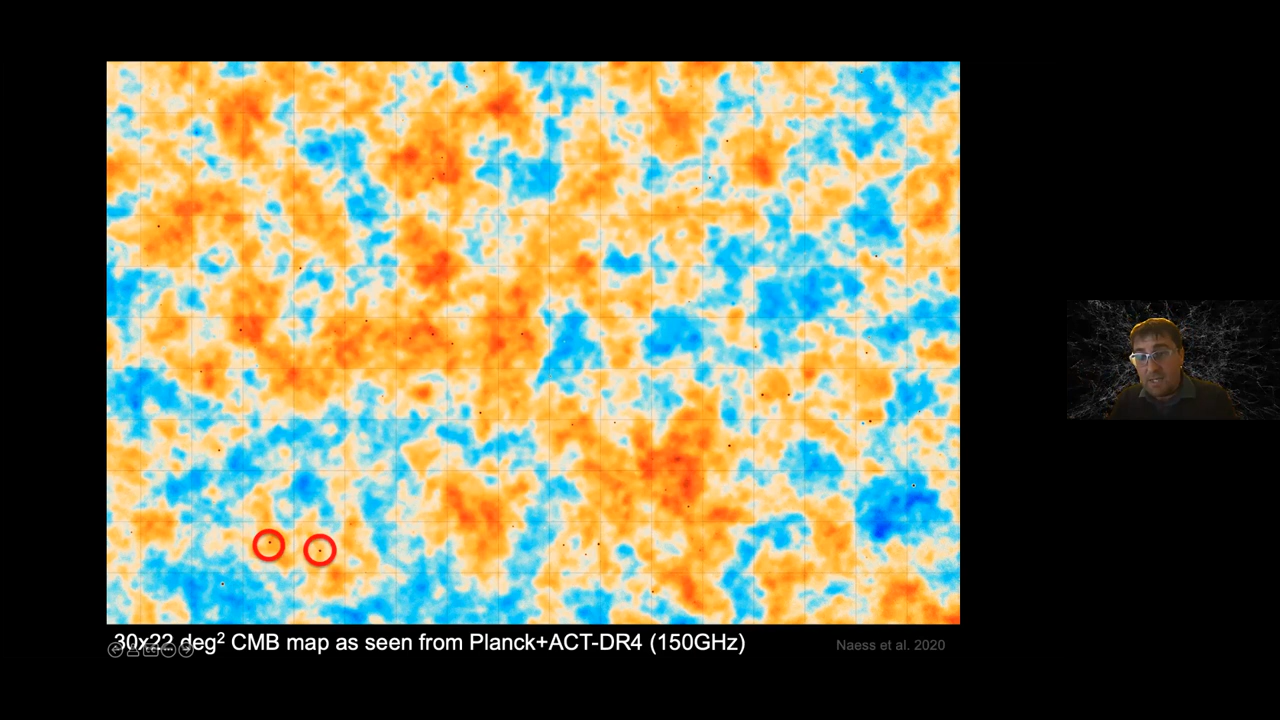 30x22 deg² CMB map as seen from Planck+ACT-DR4 (150GHz)
Naess et al. 2020